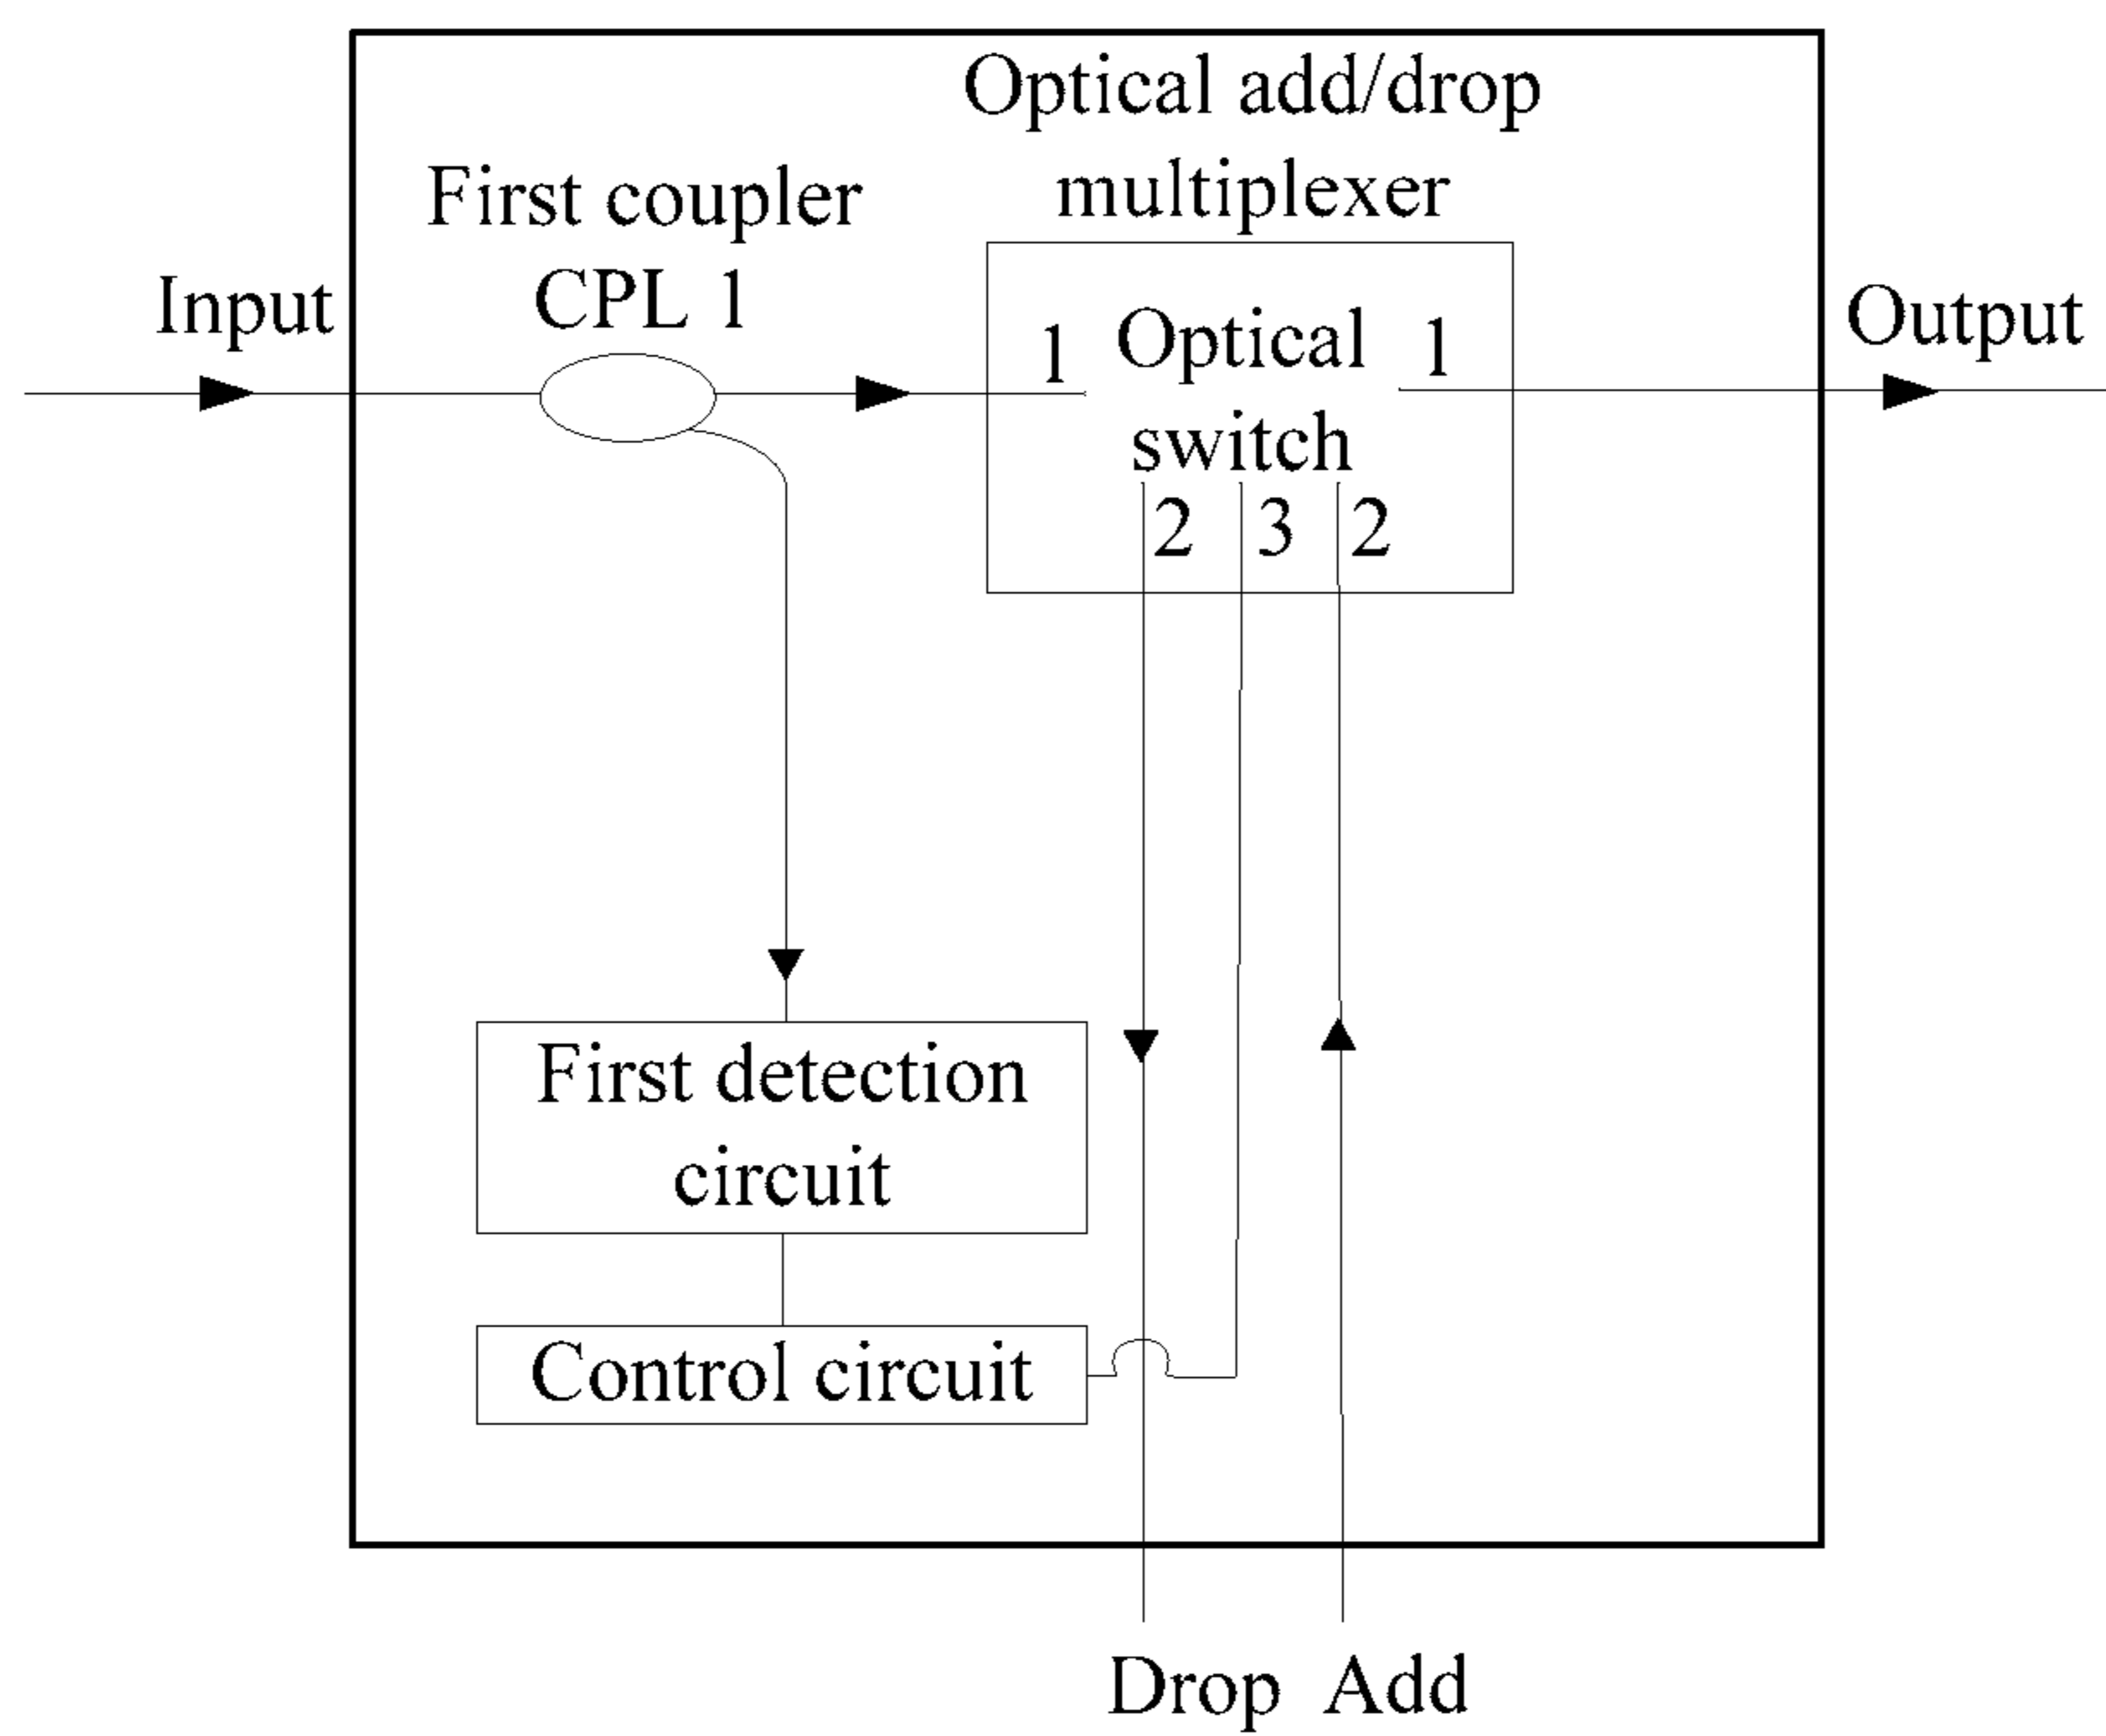 Optical add/drop
multiplexer
First coupler
CPL 1
Input
Output
1
Optical
1
switch
2
3
2
First detection
circuit
Control circuit
Drop
Add